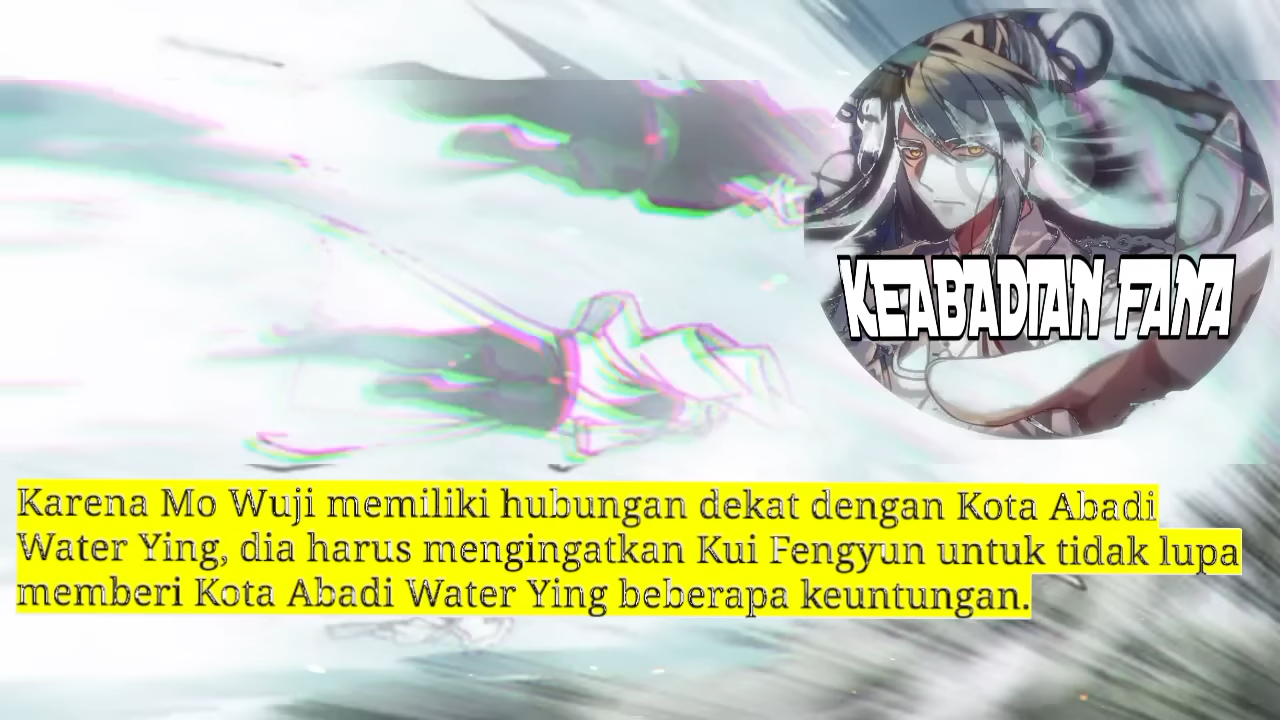 KEABADIAN FANA
Karena Mo Wuji memiliki hubungan dekat dengan Kota Abadi
Water Ying, dia harus mengingatkan Kui Fengyun untuk tidak lupa
memberi Kota Abadi Water Ying beberapa keuntungan.